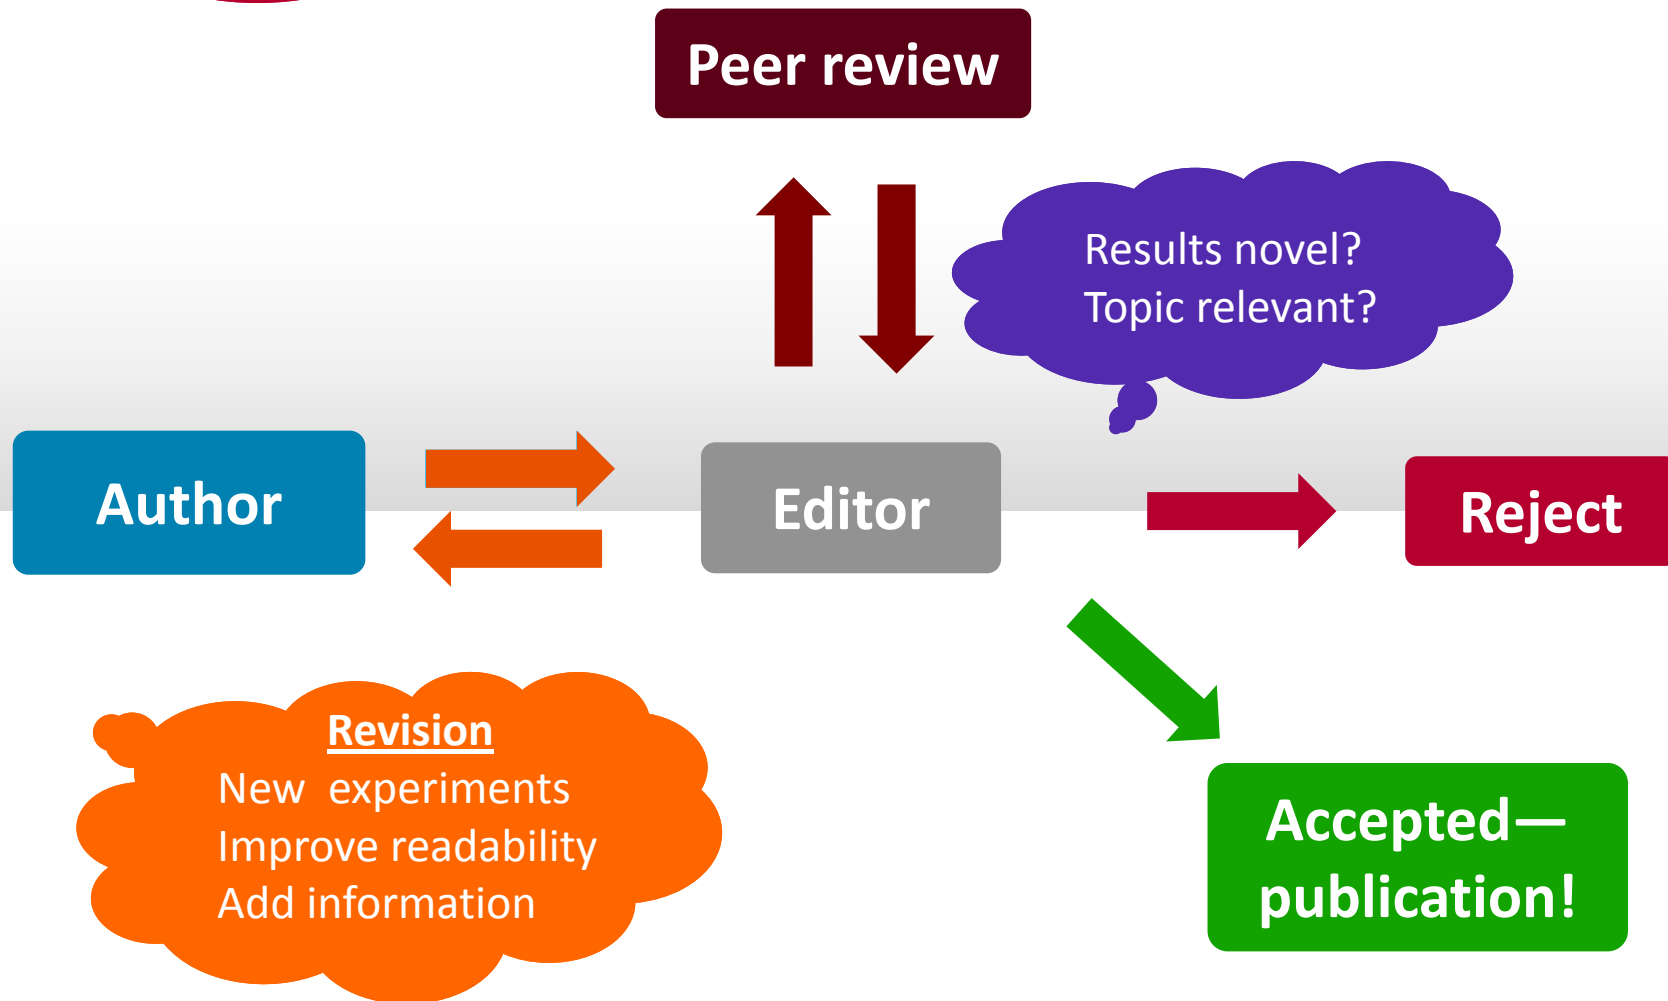 Peer review
Results novel?
Topic relevant?
Author
Editor
Reject
Revision
New  experiments
Improve readability
Add information
Accepted—
publication!